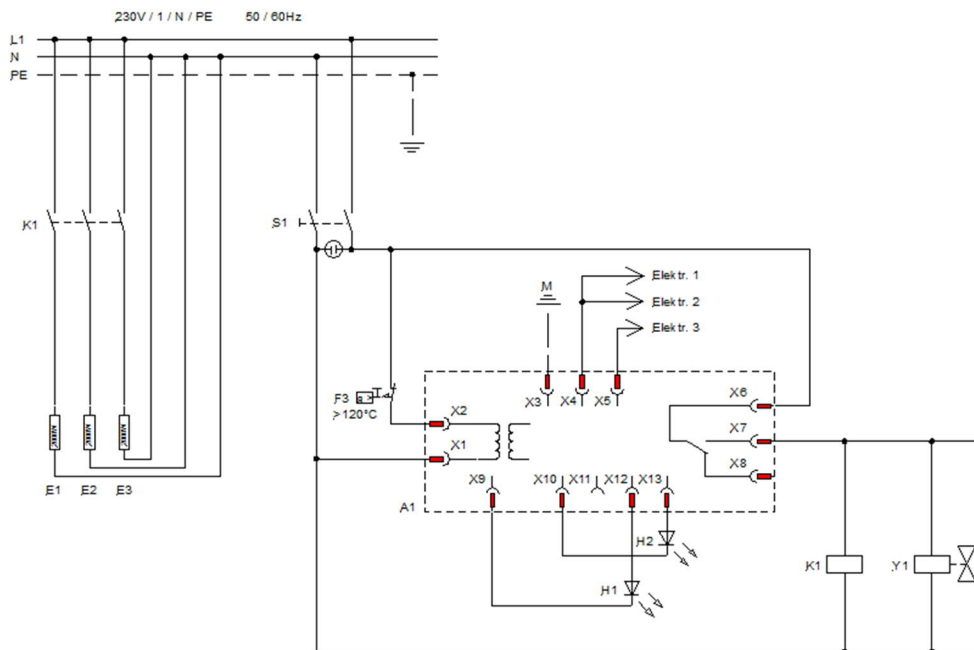 230V / 1 / N / PE 50 / 60Hz
L1
N
PE
K1
S1
Elektr. 1
M
Elektr. 2
Elektr. 3
F3
>120°C
X3
X4
X5
X6
X2
X7
X1
X8
X9
X10
X11
X12
X13
E1
E2
E3
A1
H2
K1
Y1
H1